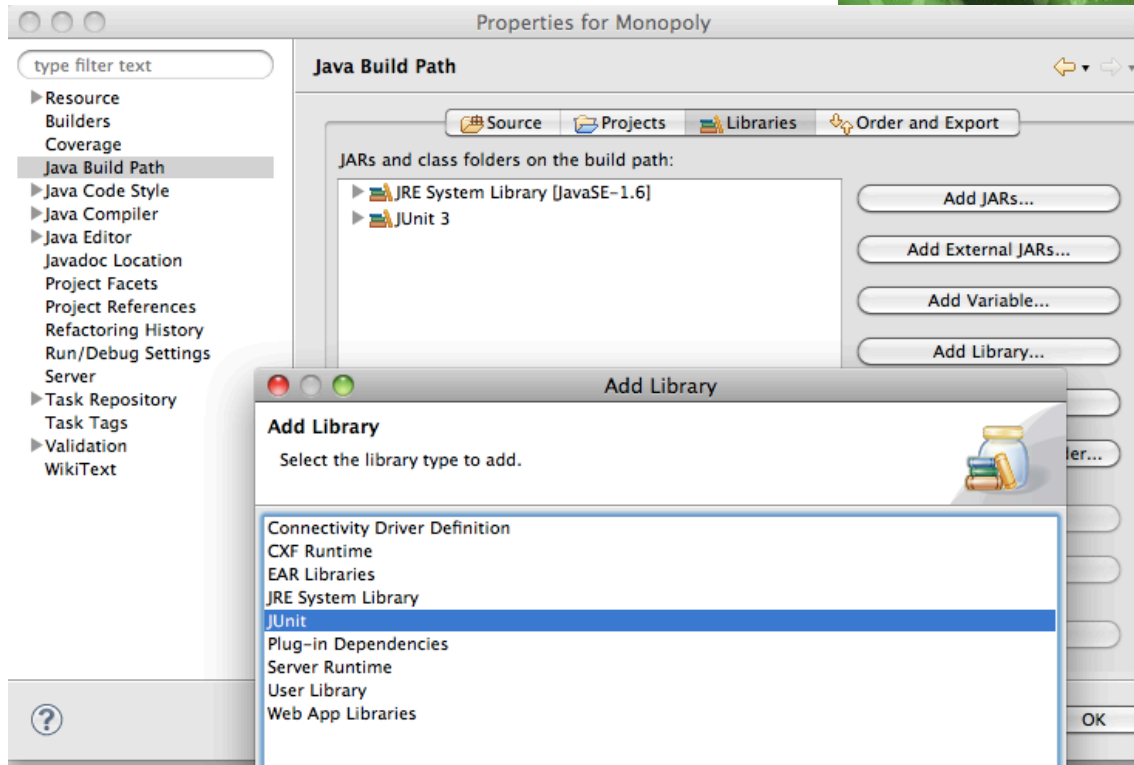 Properties for Monopoly
type filter text
Resource
Builders
Coverage
Java Build Path
Java Code Style
Java Compiler
Java Editor
Javadoc Location
Project Facets
Project References
Refactoring History
Run/Debug Settings
Server
Task Repository
Task Tags
Validation
WikiText
Java Build Path
Source Projects Libraries Order and Export
JARs and class folders on the build path:
JRE System Library [JavaSE-1.6]
JUnit 3
Add JARs...
Add External JARs...
Add Variable...
Add Library...
Add Library
Add Library
Select the library type to add.
Connectivity Driver Definition
CXF Runtime
EAR Libraries
JRE System Library
JUnit
Plug-in Dependencies
Server Runtime
User Library
Web App Libraries
?
OK